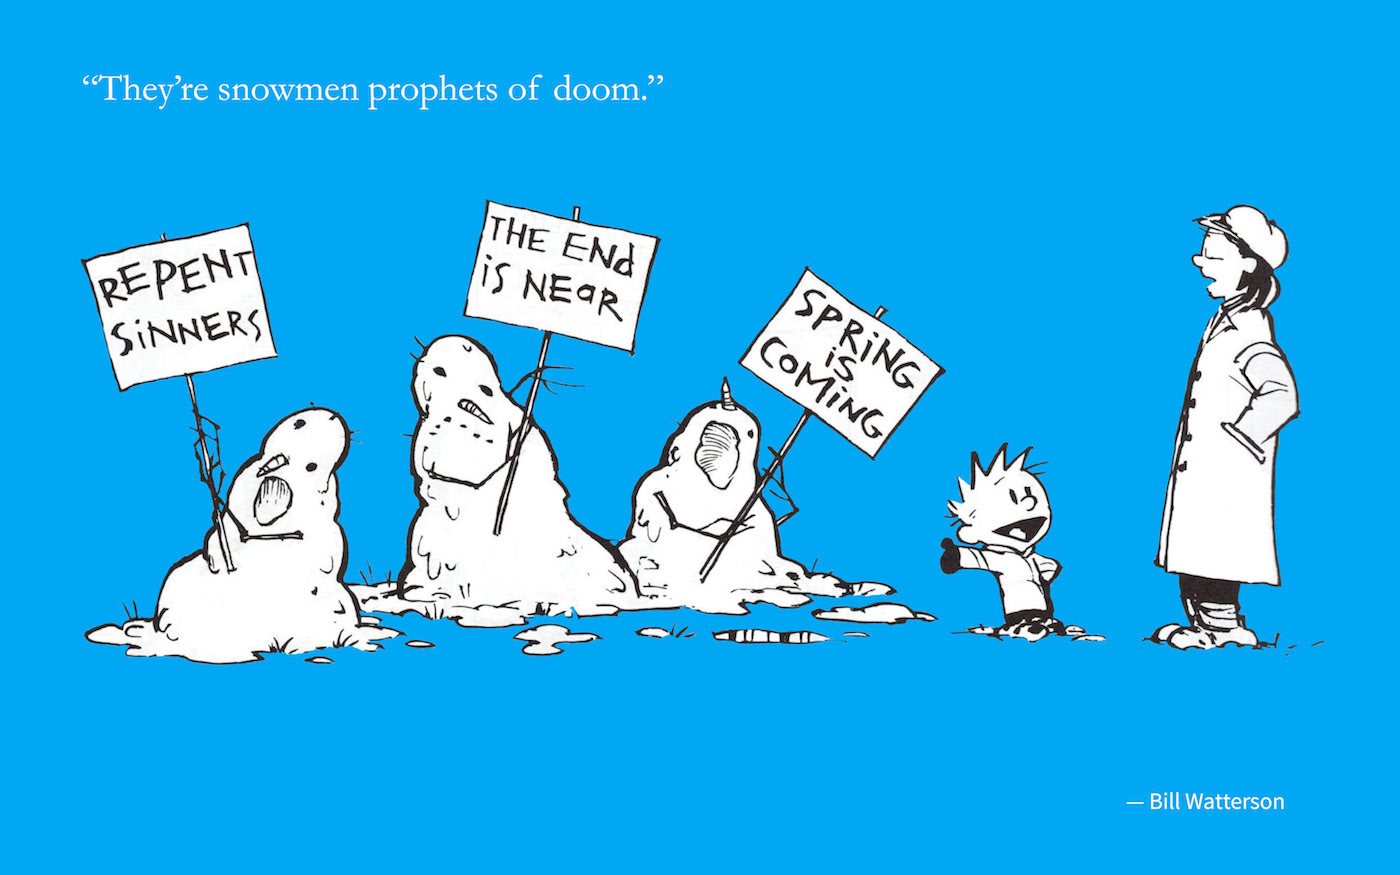 “They’re snowmen prophets of doom.”
REPENT
SiNNERS
THE ENd
iS NEaR
SPRiNG
iS
COMiNG
— Bill Watterson